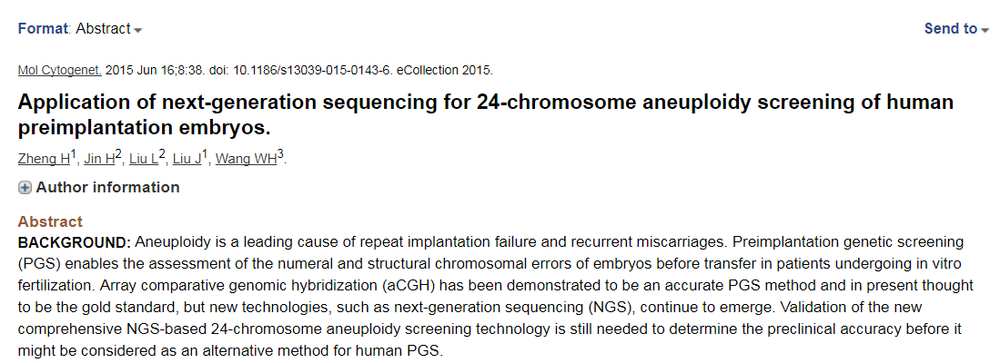 Format: Abstract
Send to
Mol Cytogenet. 2015 Jun 16;8:38. doi: 10.1186/s13039-015-0143-6. eCollection 2015.
Application of next-generation sequencing for 24-chromosome aneuploidy screening of human
preimplantation embryos.
Zheng H1, Jin H2, Liu L2, Liu J1, Wang WH3.
Author information
Abstract
BACKGROUND: Aneuploidy is a leading cause of repeat implantation failure and recurrent miscarriages. Preimplantation genetic screening
(PGS) enables the assessment of the numeral and structural chromosomal errors of embryos before transfer in patients undergoing in vitro
fertilization. Array comparative genomic hybridization (aCGH) has been demonstrated to be an accurate PGS method and in present thought
to be the gold standard, but new technologies, such as next-generation sequencing (NGS), continue to emerge. Validation of the new
comprehensive NGS-based 24-chromosome aneuploidy screening technology is still needed to determine the preclinical accuracy before it
might be considered as an alternative method for human PGS.